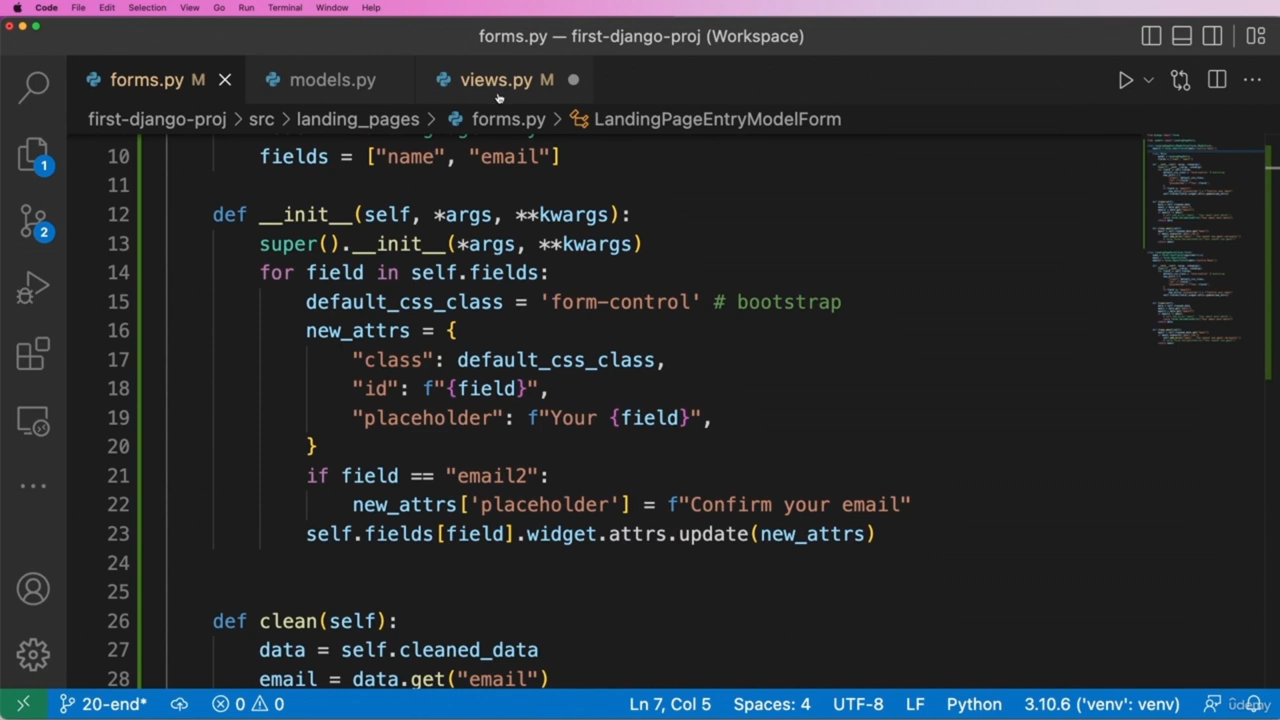 Code File Edit Selection View Go Run Terminal Window Help
forms.py — first-django-proj (Workspace)
forms.py M models.py views.py M
first-django-proj > src > landing_pages > forms.py > LandingPageEntryModelForm
10 fields = ["name", 'email']
11
12 def __init__(self, *args, **kwargs):
13 super().__init__(*args, **kwargs)
14 for field in self.fields:
15 default_css_class = 'form-control' # bootstrap
16 new_attrs = {
17 "class": default_css_class,
18 "id": f"{field}",
19 "placeholder": f"Your {field}",
20 }
21 if field == "email2":
22 new_attrs['placeholder'] = f"Confirm your email"
23 self.fields[field].widget.attrs.update(new_attrs)
24
25
26 def clean(self):
27 data = self.cleaned_data
28 email = data.get("email")
1
2
20-end* 0 0 Ln 7, Col 5 Spaces: 4 UTF-8 LF Python 3.10.6 ('venv': venv)
udemy